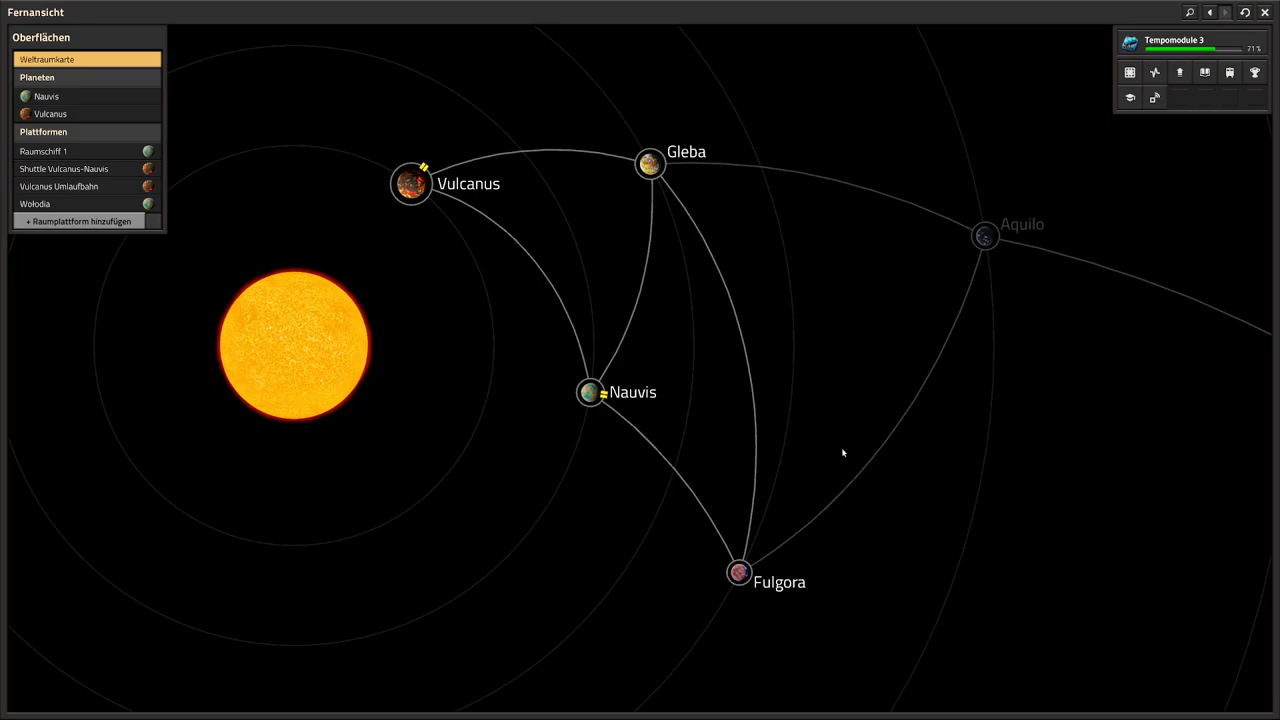 Fernansicht
Oberflächen
Weltraumkarte
Planeten
Nauvis
Vulcanus
Plattformen
Raumschiff 1
Shuttle Vulcanus-Nauvis
Vulcanus Umlaufbahn
Wołodia
+ Raumplattform hinzufügen
Tempomodule 3
71%
Gleba
Vulcanus
Aquilo
Nauvis
Fulgora